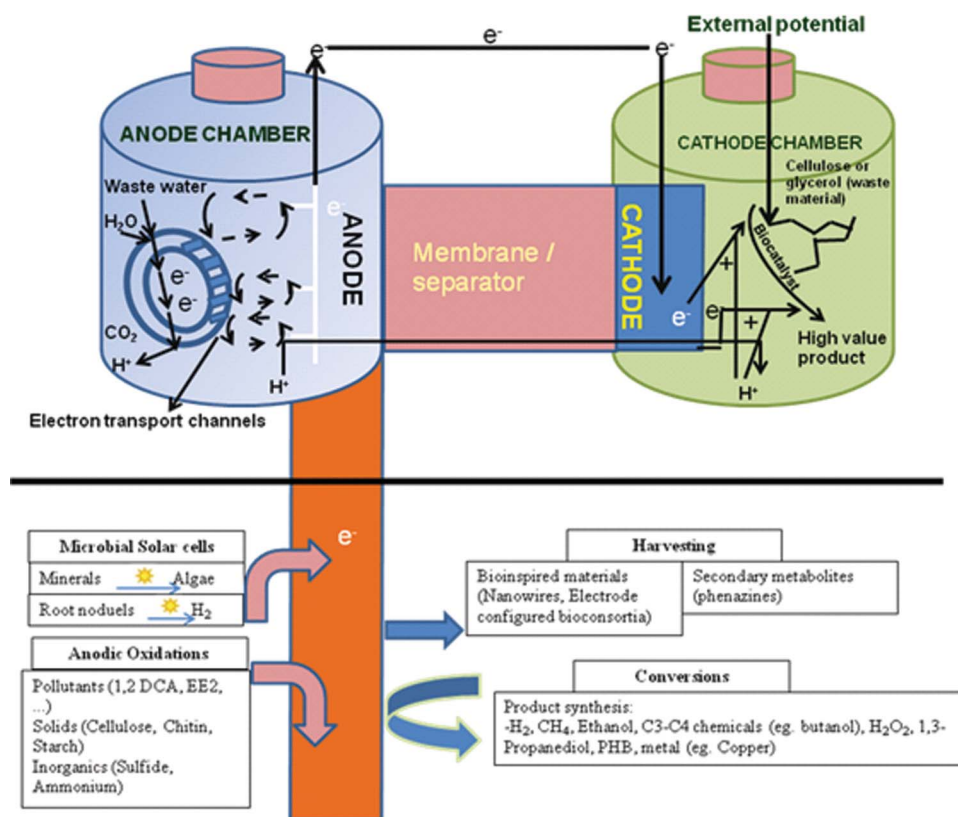 External potential
e-
e-
e-
ANODE CHAMBER
CATHODE CHAMBER
Waste water
H2O
e-
e-
CO2
H+
Electron transport channels
H+
e-
ANODE
Membrane /
separator
CATHODE
e-
Cellulose or
glycerol (waste
material)
Biocatalyst
+
e
+
High value
product
H+
e-
Microbial Solar cells
Minerals Algae
Root noduels H2
Anodic Oxidations
Pollutants (1,2 DCA, EE2,
...)
Solids (Cellulose, Chitin,
Starch)
Inorganics (Sulfide,
Ammonium)
Harvesting
Bioinspired materials
(Nanowires, Electrode
configured bioconsortia)
Secondary metabolites
(phenazines)
Conversions
Product synthesis:
-H2, CH4, Ethanol, C3-C4 chemicals (eg. butanol), H2O2, 1,3-
Propanediol, PHB, metal (eg. Copper)